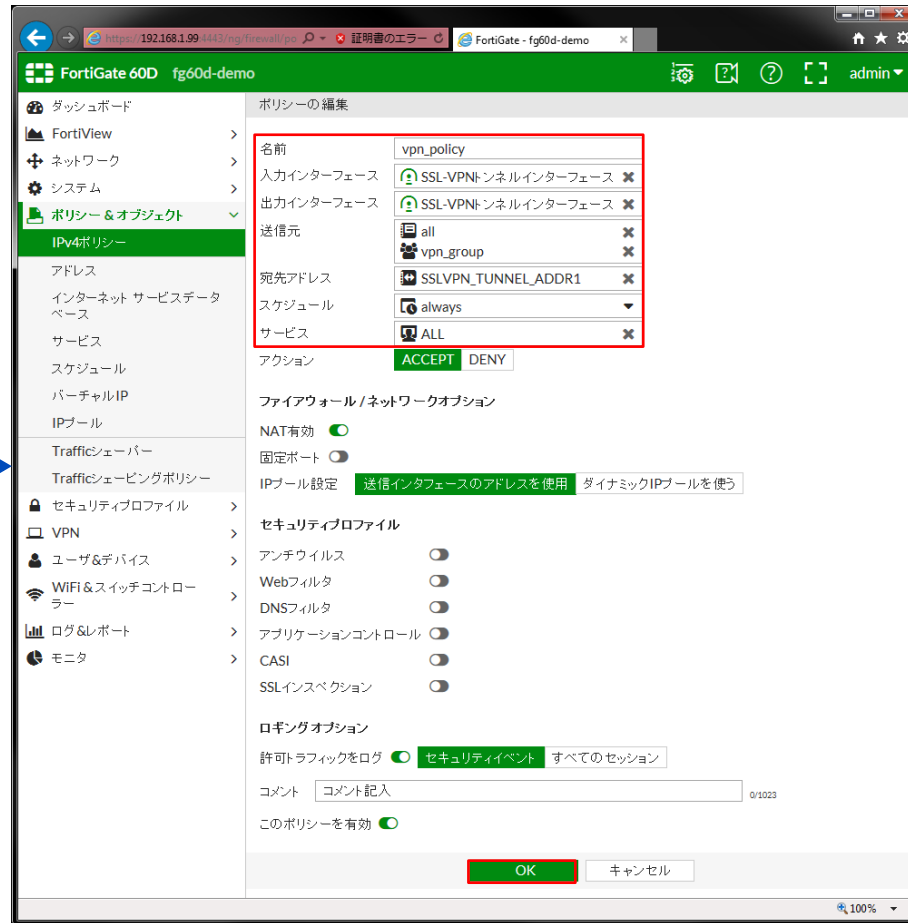 https://192.168.1.99:4443/ng/firewall/po
証明書のエラー
FortiGate - fg60d-demo
FortiGate 60D fg60d-demo
admin
ダッシュボード
FortiView
ネットワーク
システム
ポリシー & オブジェクト
IPv4ポリシー
アドレス
インターネット サービスデータ
ベース
サービス
スケジュール
バーチャルIP
IPプール
Trafficシェーパー
Trafficシェーピングポリシー
セキュリティプロファイル
VPN
ユーザ&デバイス
WiFi & スイッチコントロー
ラー
ログ&レポート
モニタ
ポリシーの編集
名前 vpn_policy
入力インターフェース SSL-VPNトンネルインターフェース
出力インターフェース SSL-VPNトンネルインターフェース
送信元 all
vpn_group
宛先アドレス SSLVPN_TUNNEL_ADDR1
スケジュール always
サービス ALL
アクション ACCEPT DENY
ファイアウォール / ネットワークオプション
NAT有効
固定ポート
IPプール設定 送信インタフェースのアドレスを使用 ダイナミックIPプールを使う
セキュリティプロファイル
アンチウイルス
Webフィルタ
DNSフィルタ
アプリケーションコントロール
CASI
SSLインスペクション
ロギングオプション
許可トラフィックをログ セキュリティイベント すべてのセッション
コメント コメント記入 0/1023
このポリシーを有効
OK キャンセル
100%